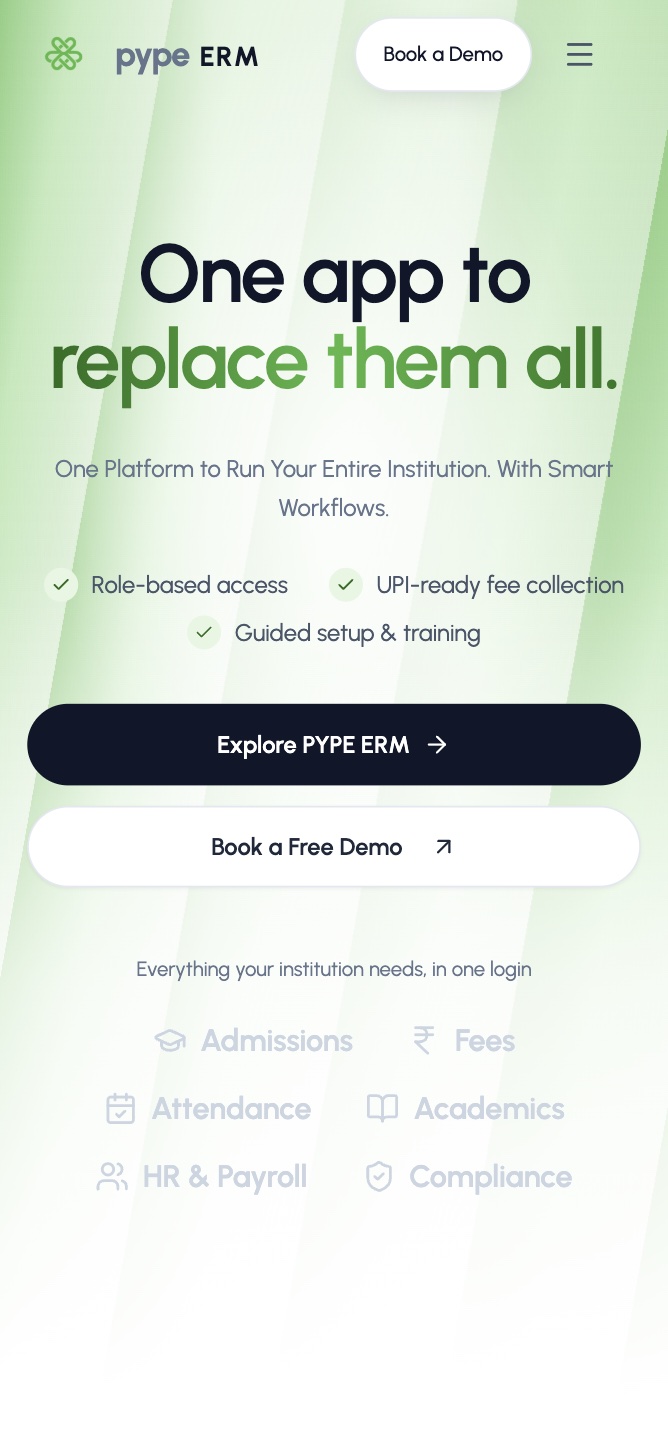 pype ERM
Book a Demo
One app to
replace them all.
One Platform to Run Your Entire Institution. With Smart
Workflows.
Role-based access
UPI-ready fee collection
Guided setup & training
Explore PYPE ERM →
Book a Free Demo ↗
Everything your institution needs, in one login
Admissions
₹ Fees
Attendance
Academics
HR & Payroll
Compliance